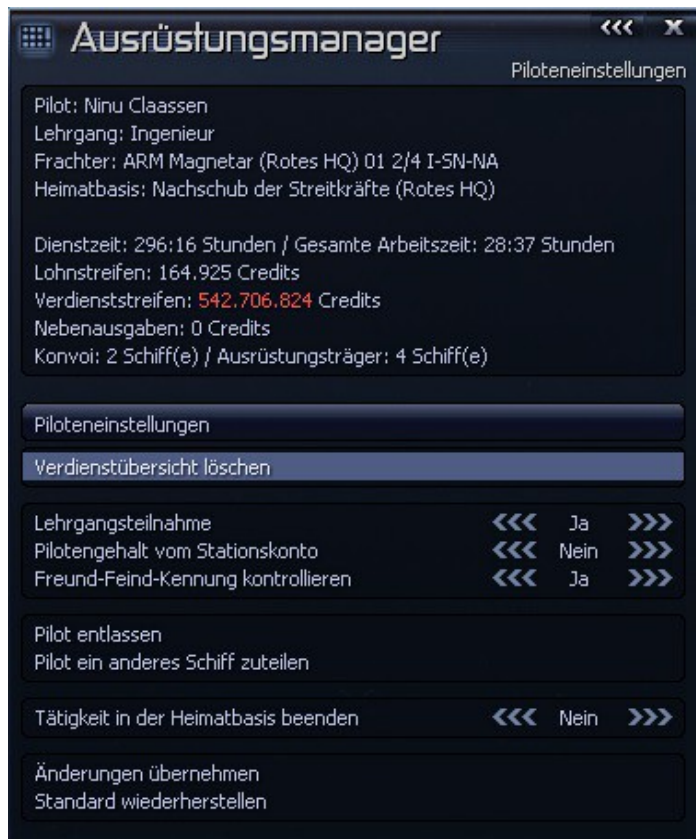 Ausrüstungsmanager
<<< X
Piloteneinstellungen
Pilot: Ninu Claassen
Lehrgang: Ingenieur
Frachter: ARM Magnetar (Rotes HQ) 01 2/4 I-SN-NA
Heimatbasis: Nachschub der Streitkräfte (Rotes HQ)
Dienstzeit: 296:16 Stunden / Gesamte Arbeitszeit: 28:37 Stunden
Lohnstreifen: 164.925 Credits
Verdienststreifen: 542.706.824 Credits
Nebenausgaben: 0 Credits
Konvoi: 2 Schiff(e) / Ausrüstungsträger: 4 Schiff(e)
Piloteneinstellungen
Verdienstübersicht löschen
Lehrgangsteilnahme <<< Ja >>>
Pilotengehalt vom Stationskonto <<< Nein >>>
Freund-Feind-Kennung kontrollieren <<< Ja >>>
Pilot entlassen
Pilot ein anderes Schiff zuteilen
Tätigkeit in der Heimatbasis beenden <<< Nein >>>
Änderungen übernehmen
Standard wiederherstellen